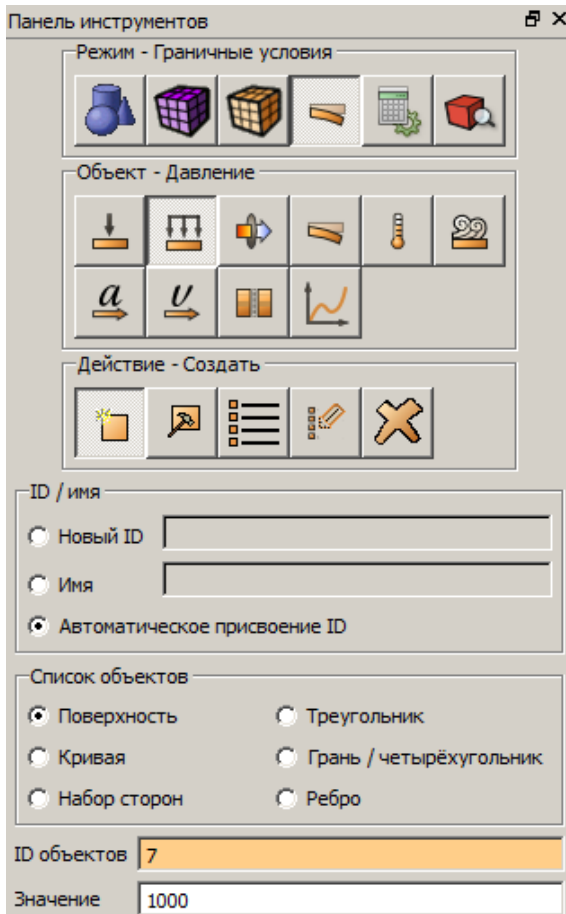 Панель инструментов
Режим - Граничные условия
Объект - Давление
a v
Действие - Создать
ID / имя
Новый ID
Имя
Автоматическое присвоение ID
Список объектов
Поверхность Треугольник
Кривая Грань / четырёхугольник
Набор сторон Ребро
ID объектов 7
Значение 1000